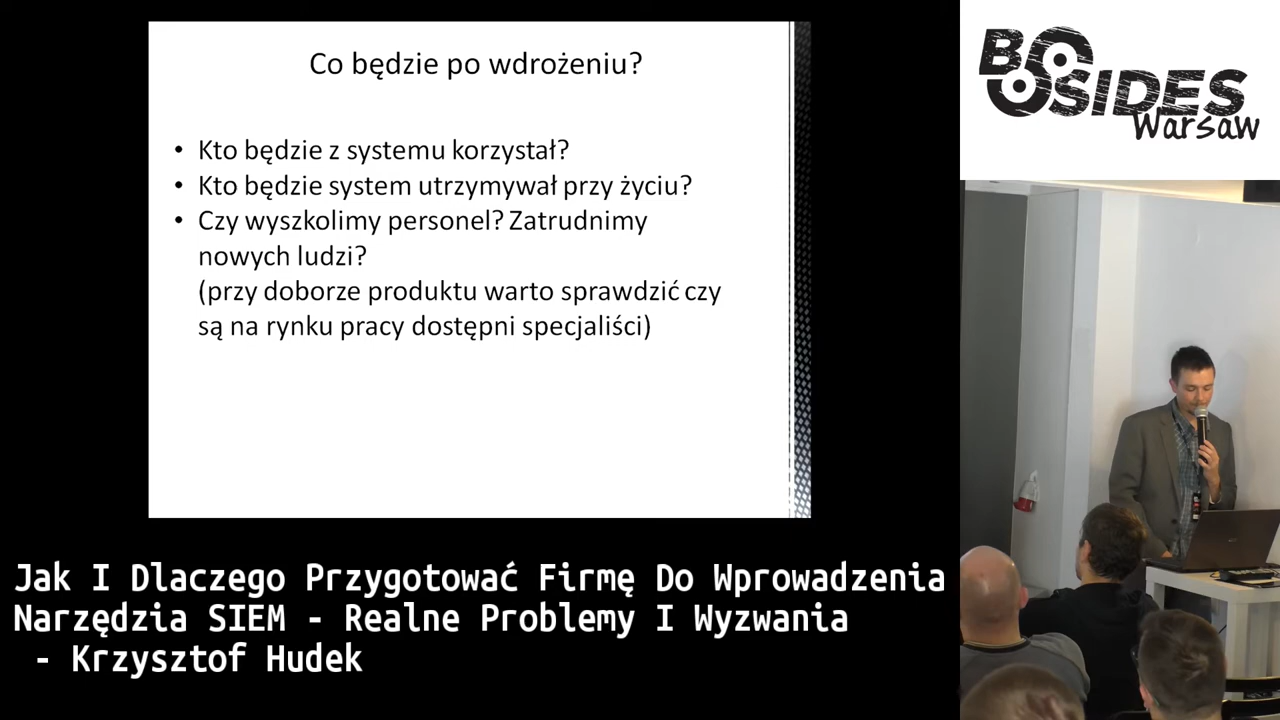 Co będzie po wdrożeniu?
• Kto będzie z systemu korzystał?
• Kto będzie system utrzymywał przy życiu?
• Czy wyszkolimy personel? Zatrudnimy
nowych ludzi?
(przy doborze produktu warto sprawdzić czy
są na rynku pracy dostępni specjaliści)
BSIDES
Warsaw
Jak I Dlaczego Przygotować Firmę Do Wprowadzenia
Narzędzia SIEM - Realne Problemy I Wyzwania
- Krzysztof Hudek